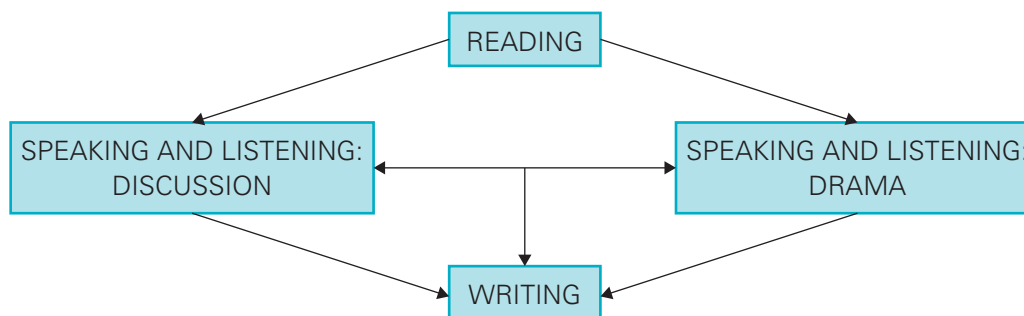 READING
SPEAKING AND LISTENING:
DISCUSSION
SPEAKING AND LISTENING:
DRAMA
WRITING